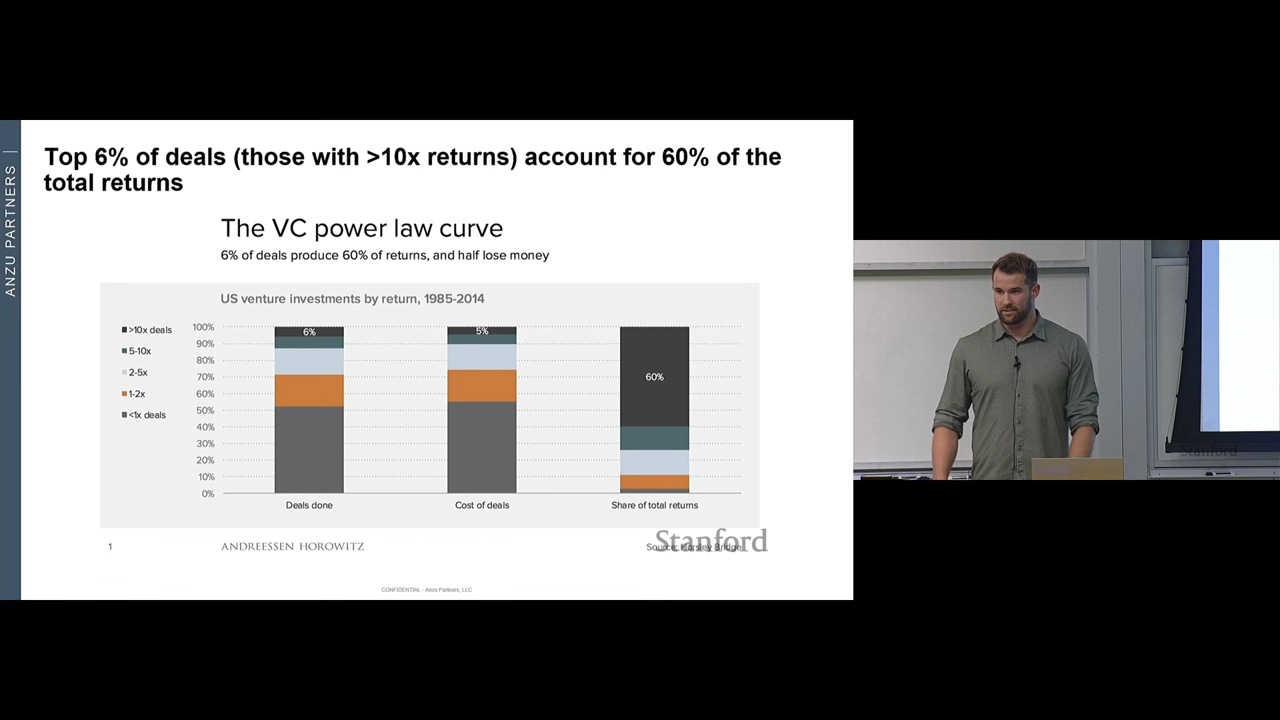 ANZU PARTNERS |
Top 6% of deals (those with >10x returns) account for 60% of the
total returns
The VC power law curve
6% of deals produce 60% of returns, and half lose money
US venture investments by return, 1985-2014
>10x deals
5-10x
2-5x
1-2x
<1x deals
100%
90%
80%
70%
60%
50%
40%
30%
20%
10%
0%
6%
5%
60%
Deals done
Cost of deals
Share of total returns
1
ANDREESSEN HOROWITZ
Source: Horsley Bridge
Stanford
CONFIDENTIAL - Anzu Partners, LLC
Stanford